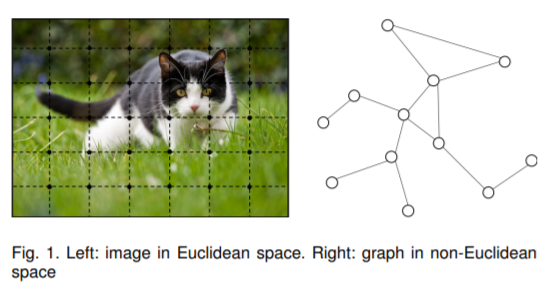 Fig. 1. Left: image in Euclidean space. Right: graph in non-Euclidean
space